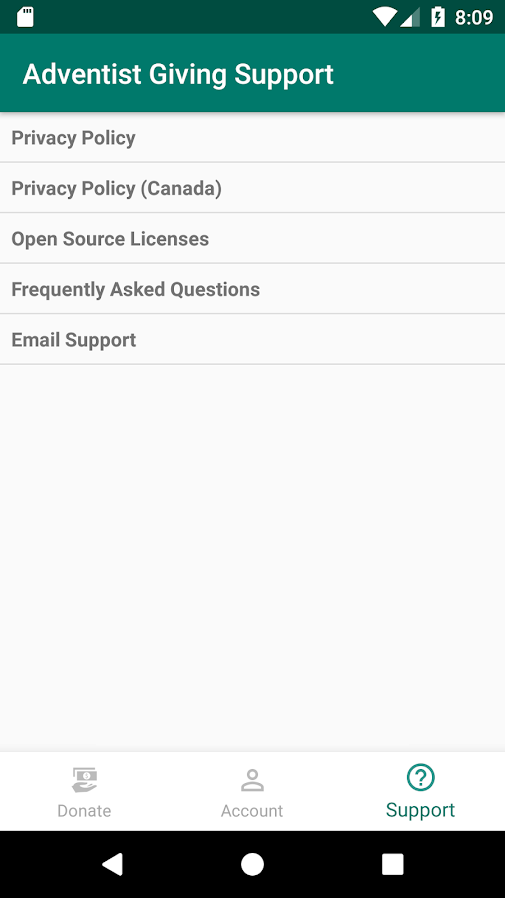 8:09
Adventist Giving Support
Privacy Policy
Privacy Policy (Canada)
Open Source Licenses
Frequently Asked Questions
Email Support
Donate
Account
Support